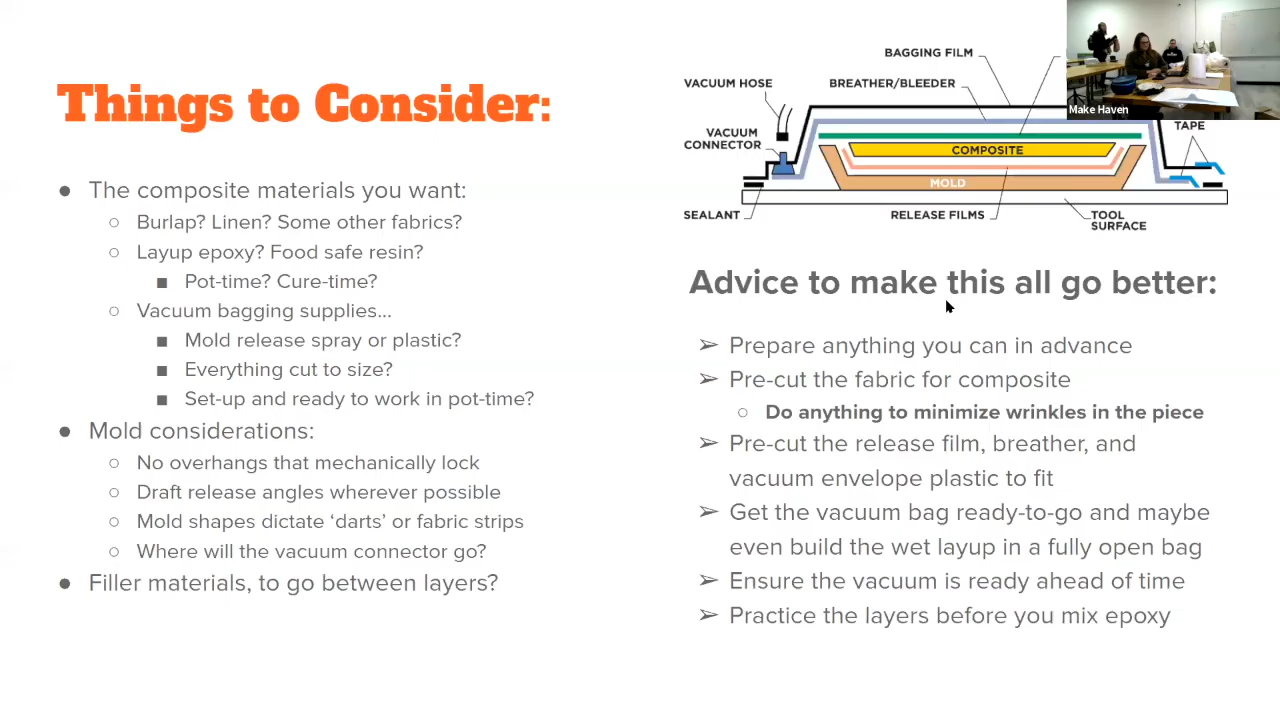 Things to Consider:
● The composite materials you want:
○ Burlap? Linen? Some other fabrics?
○ Layup epoxy? Food safe resin?
■ Pot-time? Cure-time?
○ Vacuum bagging supplies...
■ Mold release spray or plastic?
■ Everything cut to size?
■ Set-up and ready to work in pot-time?
● Mold considerations:
○ No overhangs that mechanically lock
○ Draft release angles wherever possible
○ Mold shapes dictate ‘darts’ or fabric strips
○ Where will the vacuum connector go?
● Filler materials, to go between layers?
BAGGING FILM
VACUUM HOSE
BREATHER/BLEEDER
VACUUM
CONNECTOR
TAPE
COMPOSITE
MOLD
SEALANT
RELEASE FILMS
TOOL
SURFACE
Make Haven
Advice to make this all go better:
➢ Prepare anything you can in advance
➢ Pre-cut the fabric for composite
○ Do anything to minimize wrinkles in the piece
➢ Pre-cut the release film, breather, and
vacuum envelope plastic to fit
➢ Get the vacuum bag ready-to-go and maybe
even build the wet layup in a fully open bag
➢ Ensure the vacuum is ready ahead of time
➢ Practice the layers before you mix epoxy